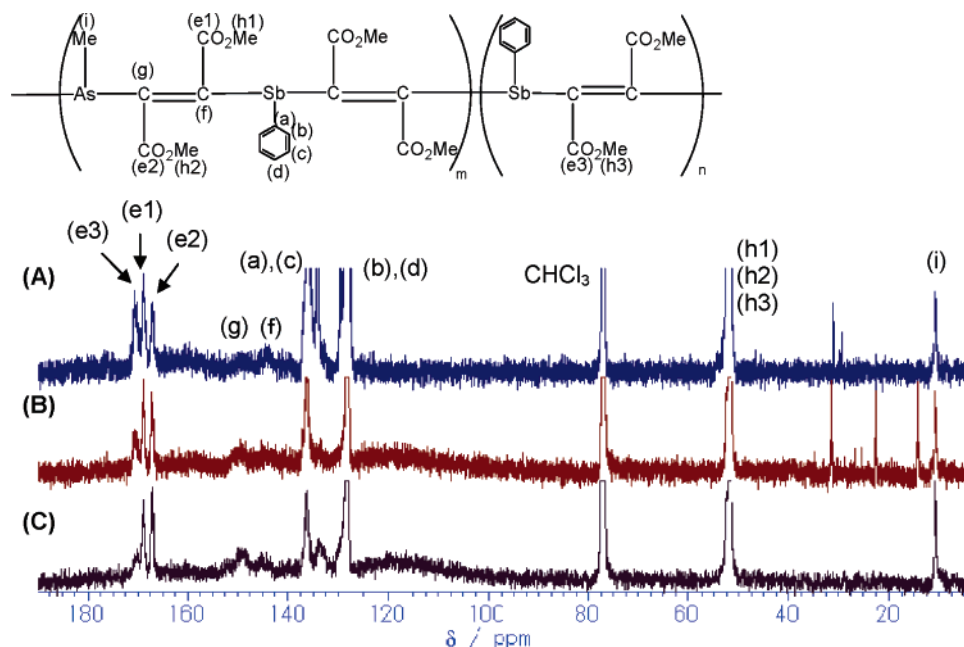 (i)
(e1) (h1)
Me
CO₂Me
CO₂Me
CO₂Me
(g)
As C C Sb C C Sb C C
(f)
(a)
(b)
(c)
(d)
CO₂Me
(e2) (h2)
CO₂Me
m
CO₂Me
(e3) (h3)
n
(e1)
(e3)
(e2)
(A)
(a),(c)
(b),(d)
CHCl₃
(h1)
(h2)
(h3)
(i)
(g) (f)
(B)
(C)
180 160 140 120 100 80 60 40 20
δ / ppm